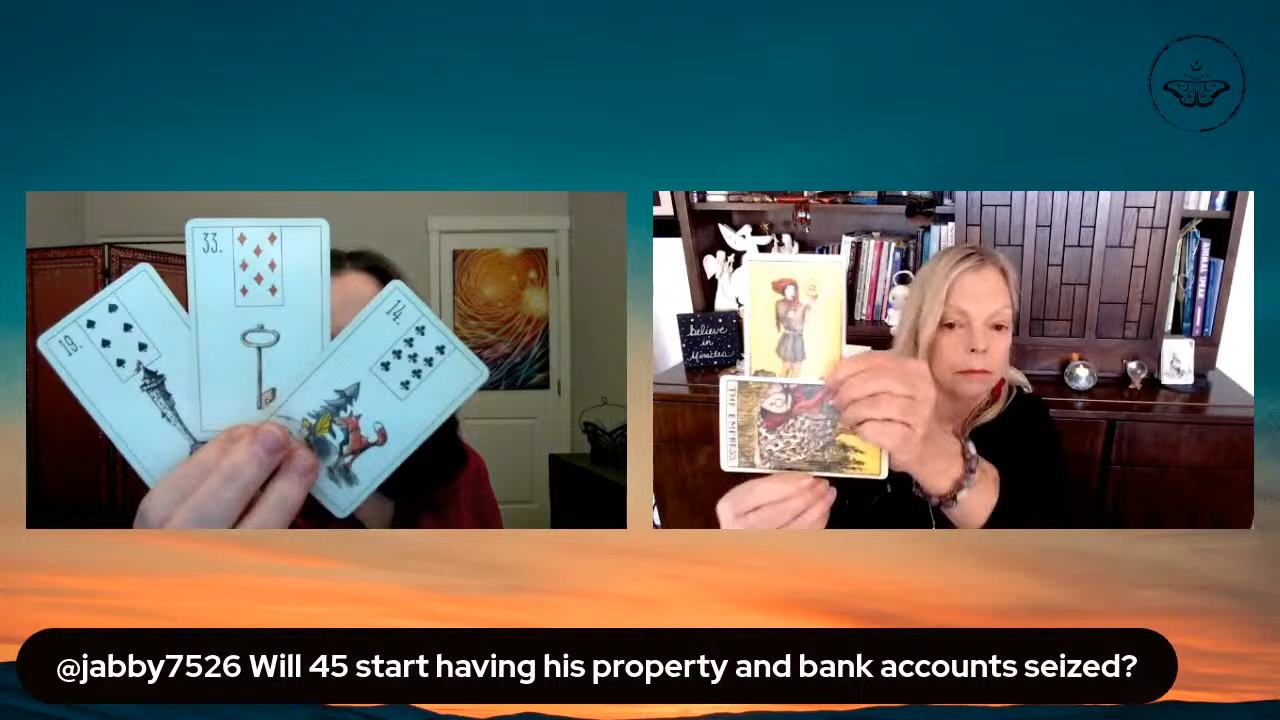 19.
33.
14.
believe
in
Miracles
THE EMPRESS
@jabby7526 Will 45 start having his property and bank accounts seized?